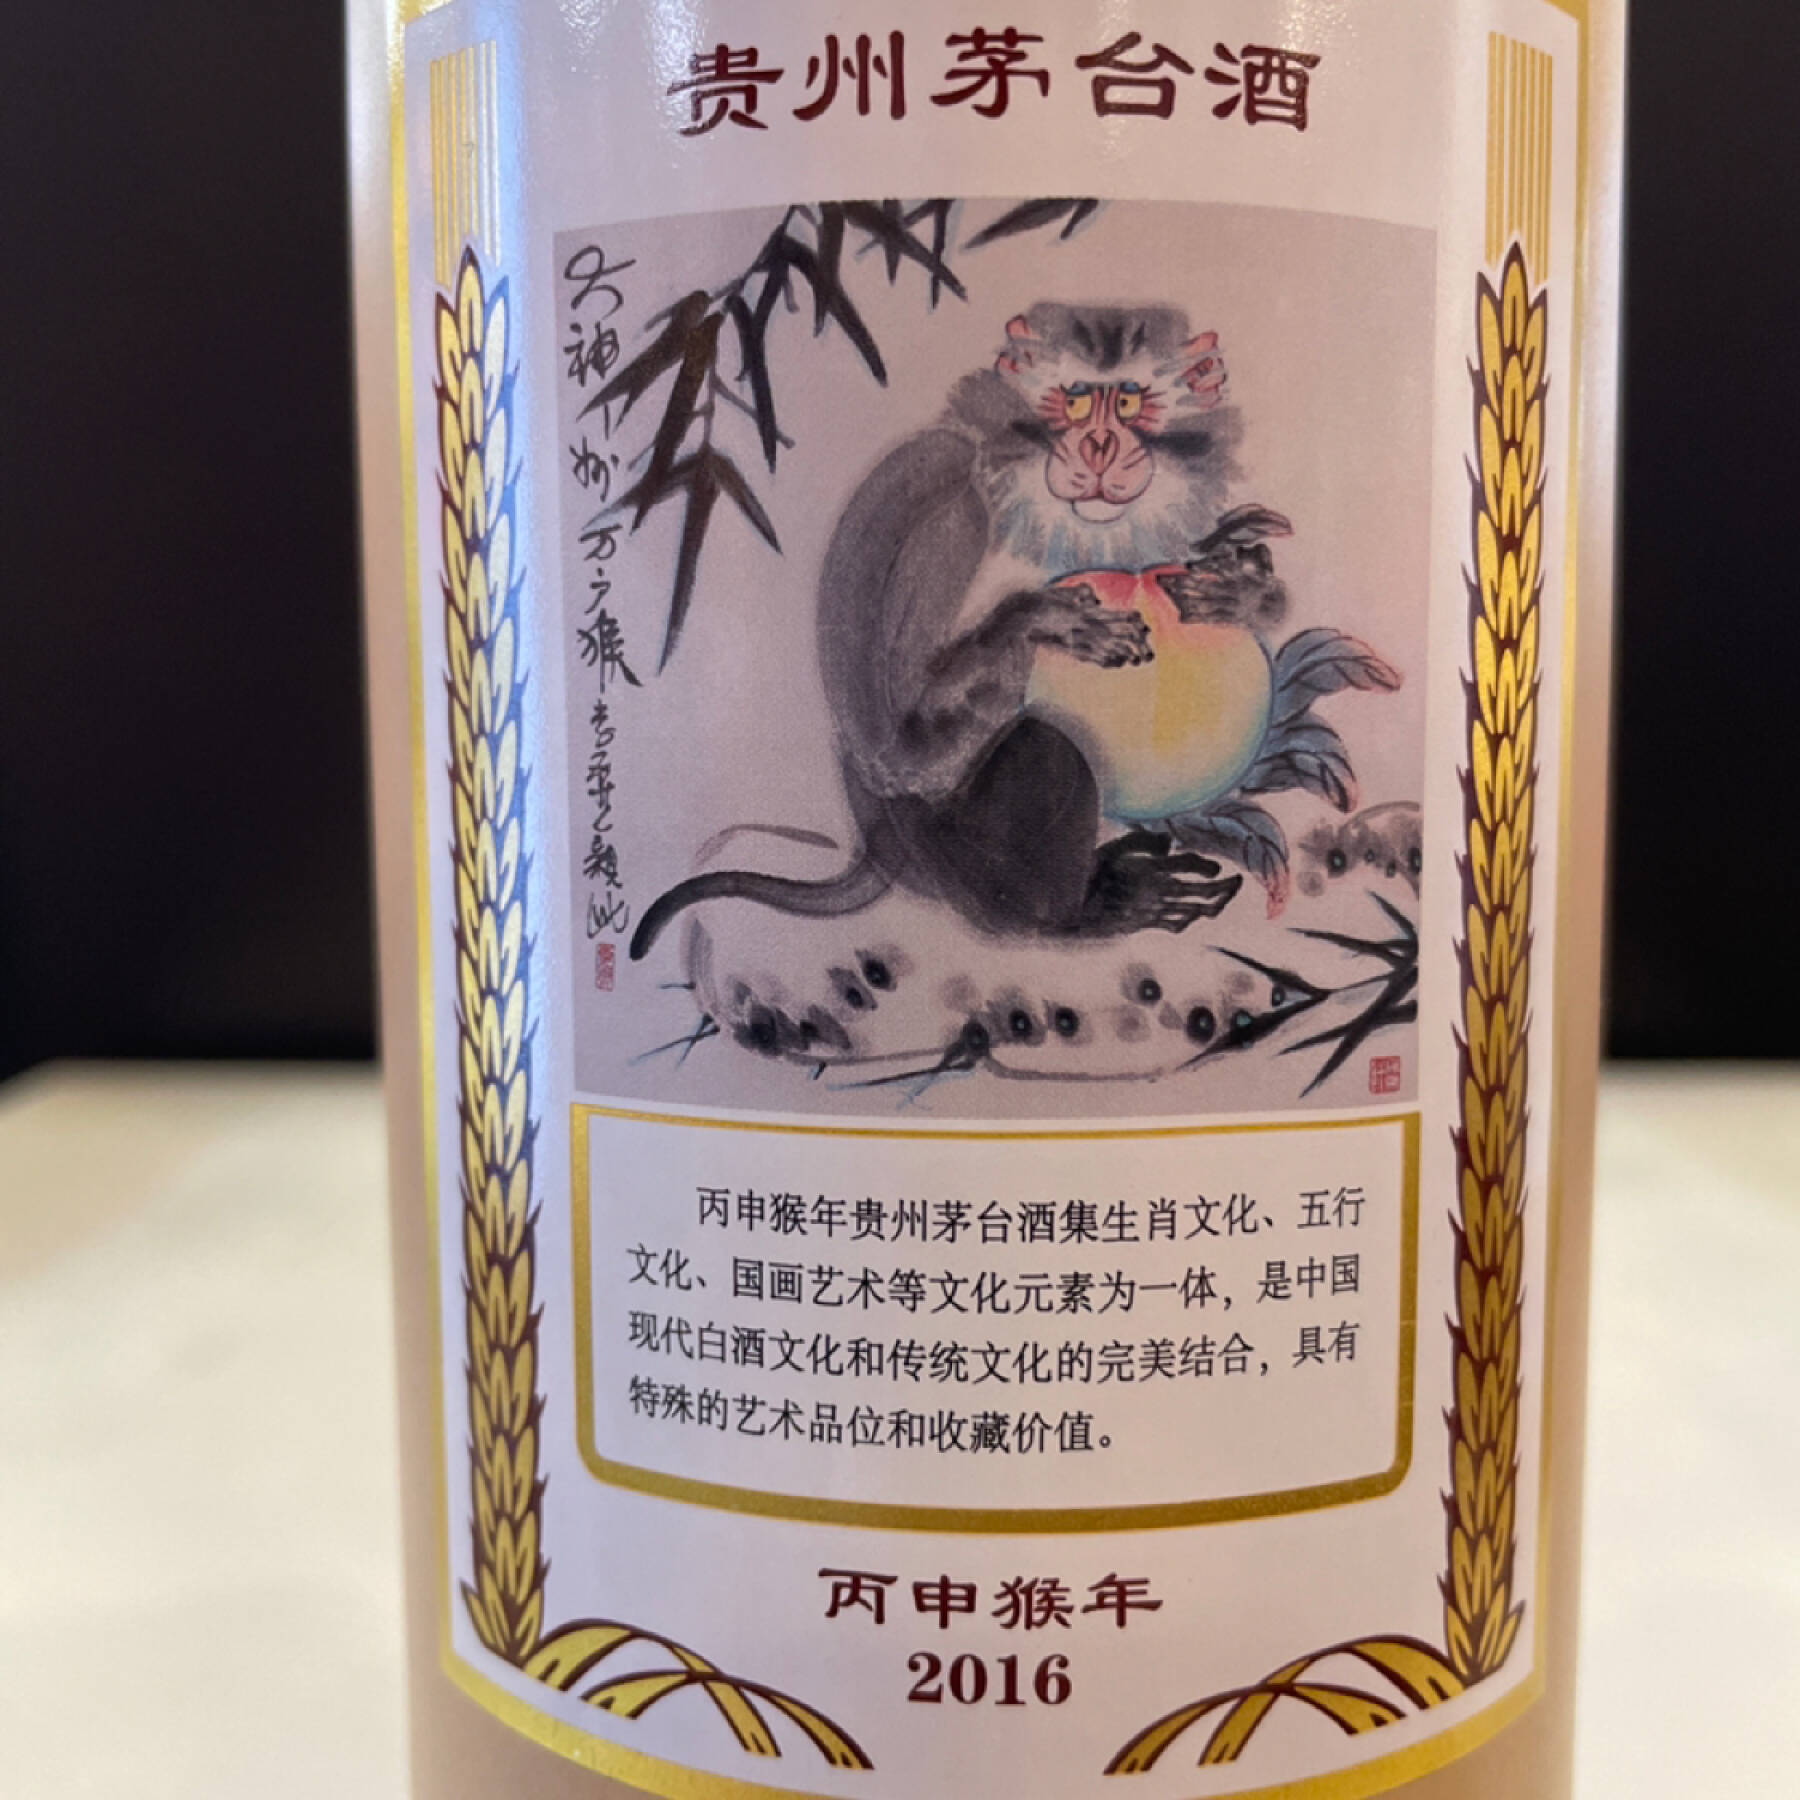 贵州茅台酒
丙申猴年贵州茅台酒集生肖文化、五行
文化、国画艺术等文化元素为一体，是中国
现代白酒文化和传统文化的完美结合，具有
特殊的艺术品位和收藏价值。
丙申猴年
2016